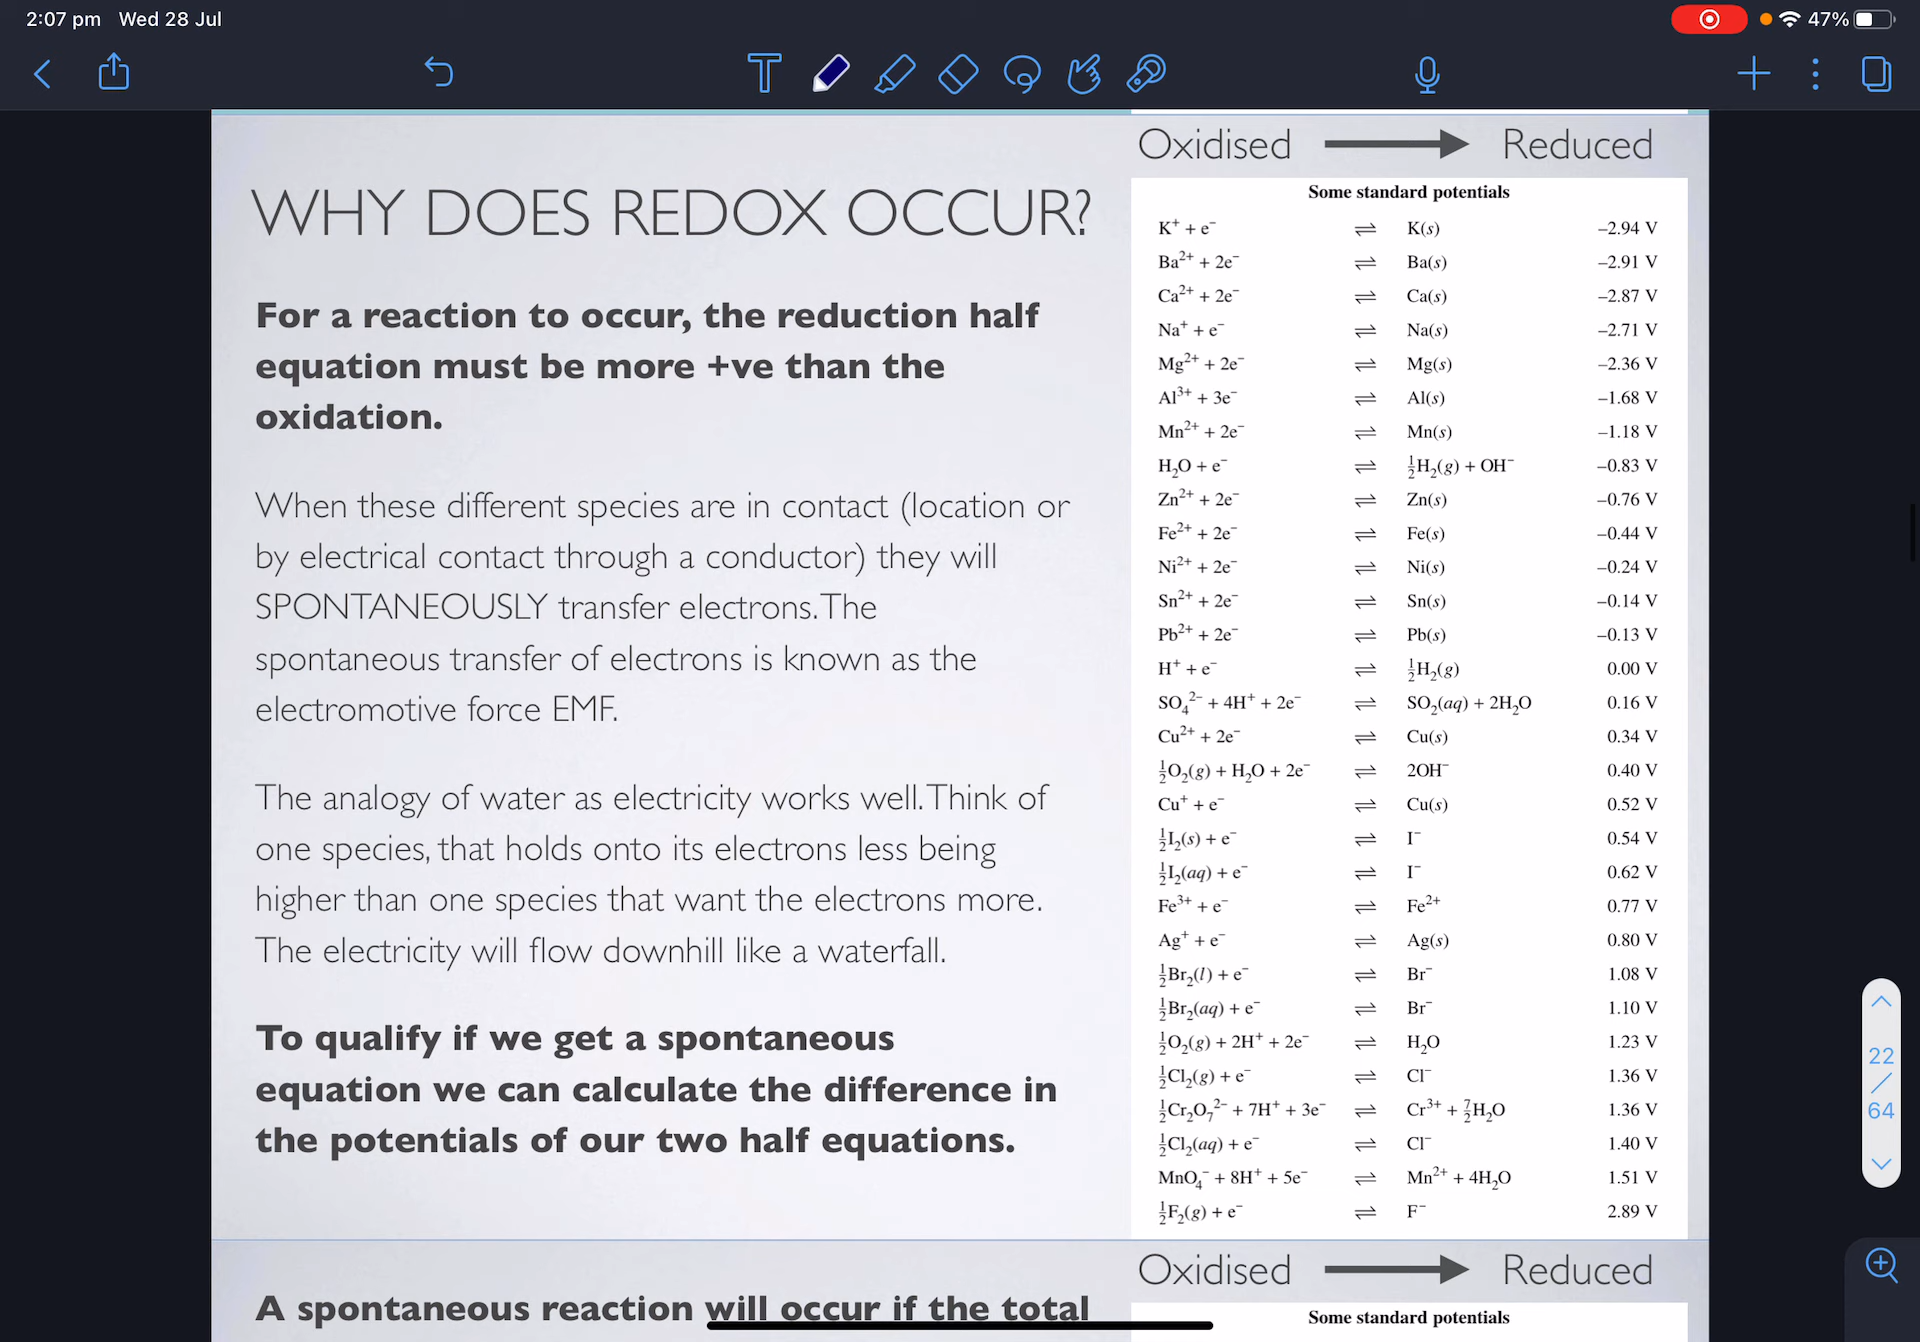 2:07 pm Wed 28 Jul
47%
WHY DOES REDOX OCCUR?
For a reaction to occur, the reduction half
equation must be more +ve than the
oxidation.
When these different species are in contact (location or
by electrical contact through a conductor) they will
SPONTANEOUSLY transfer electrons. The
spontaneous transfer of electrons is known as the
electromotive force EMF.
The analogy of water as electricity works well. Think of
one species, that holds onto its electrons less being
higher than one species that want the electrons more.
The electricity will flow downhill like a waterfall.
To qualify if we get a spontaneous
equation we can calculate the difference in
the potentials of our two half equations.
Oxidised → Reduced
Some standard potentials
K⁺ + e⁻ ⇌ K(s) –2.94 V
Ba²⁺ + 2e⁻ ⇌ Ba(s) –2.91 V
Ca²⁺ + 2e⁻ ⇌ Ca(s) –2.87 V
Na⁺ + e⁻ ⇌ Na(s) –2.71 V
Mg²⁺ + 2e⁻ ⇌ Mg(s) –2.36 V
Al³⁺ + 3e⁻ ⇌ Al(s) –1.68 V
Mn²⁺ + 2e⁻ ⇌ Mn(s) –1.18 V
H₂O + e⁻ ⇌ ½H₂(g) + OH⁻ –0.83 V
Zn²⁺ + 2e⁻ ⇌ Zn(s) –0.76 V
Fe²⁺ + 2e⁻ ⇌ Fe(s) –0.44 V
Ni²⁺ + 2e⁻ ⇌ Ni(s) –0.24 V
Sn²⁺ + 2e⁻ ⇌ Sn(s) –0.14 V
Pb²⁺ + 2e⁻ ⇌ Pb(s) –0.13 V
H⁺ + e⁻ ⇌ ½H₂(g) 0.00 V
SO₄²⁻ + 4H⁺ + 2e⁻ ⇌ SO₂(aq) + 2H₂O 0.16 V
Cu²⁺ + 2e⁻ ⇌ Cu(s) 0.34 V
½O₂(g) + H₂O + 2e⁻ ⇌ 2OH⁻ 0.40 V
Cu⁺ + e⁻ ⇌ Cu(s) 0.52 V
½I₂(s) + e⁻ ⇌ I⁻ 0.54 V
½I₂(aq) + e⁻ ⇌ I⁻ 0.62 V
Fe³⁺ + e⁻ ⇌ Fe²⁺ 0.77 V
Ag⁺ + e⁻ ⇌ Ag(s) 0.80 V
½Br₂(l) + e⁻ ⇌ Br⁻ 1.08 V
½Br₂(aq) + e⁻ ⇌ Br⁻ 1.10 V
½O₂(g) + 2H⁺ + 2e⁻ ⇌ H₂O 1.23 V
½Cl₂(g) + e⁻ ⇌ Cl⁻ 1.36 V
½Cr₂O₇²⁻ + 7H⁺ + 3e⁻ ⇌ Cr³⁺ + 7/2H₂O 1.36 V
½Cl₂(aq) + e⁻ ⇌ Cl⁻ 1.40 V
MnO₄⁻ + 8H⁺ + 5e⁻ ⇌ Mn²⁺ + 4H₂O 1.51 V
½F₂(g) + e⁻ ⇌ F⁻ 2.89 V
22
/
64
A spontaneous reaction will occur if the total
Oxidised → Reduced
Some standard potentials